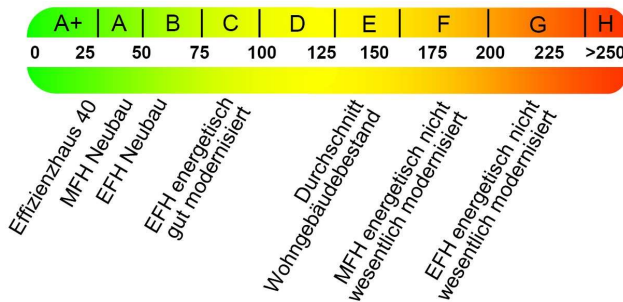 A+ A B C D E F G H
0 25 50 75 100 125 150 175 200 225 >250
Effizienzhaus 40
MFH Neubau
EFH Neubau
EFH energetisch
gut modernisiert
Durchschnitt
Wohngebäudebestand
MFH energetisch nicht
wesentlich modernisiert
EFH energetisch nicht
wesentlich modernisiert